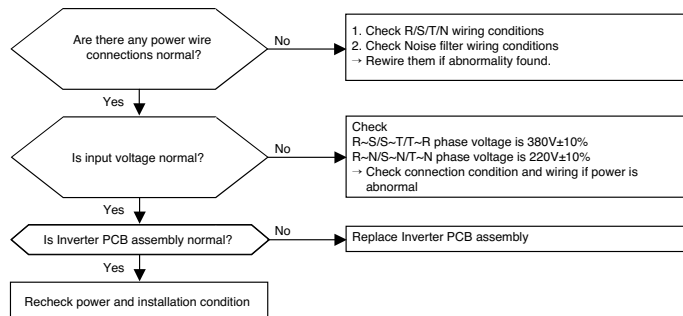 Are there any power wire
connections normal?
No
1. Check R/S/T/N wiring conditions
2. Check Noise filter wiring conditions
→ Rewire them if abnormality found.
Yes
Is input voltage normal?
No
Check
R~S/S~T/T~R phase voltage is 380V±10%
R~N/S~N/T~N phase voltage is 220V±10%
→ Check connection condition and wiring if power is
abnormal
Yes
Is Inverter PCB assembly normal?
No
Replace Inverter PCB assembly
Yes
Recheck power and installation condition